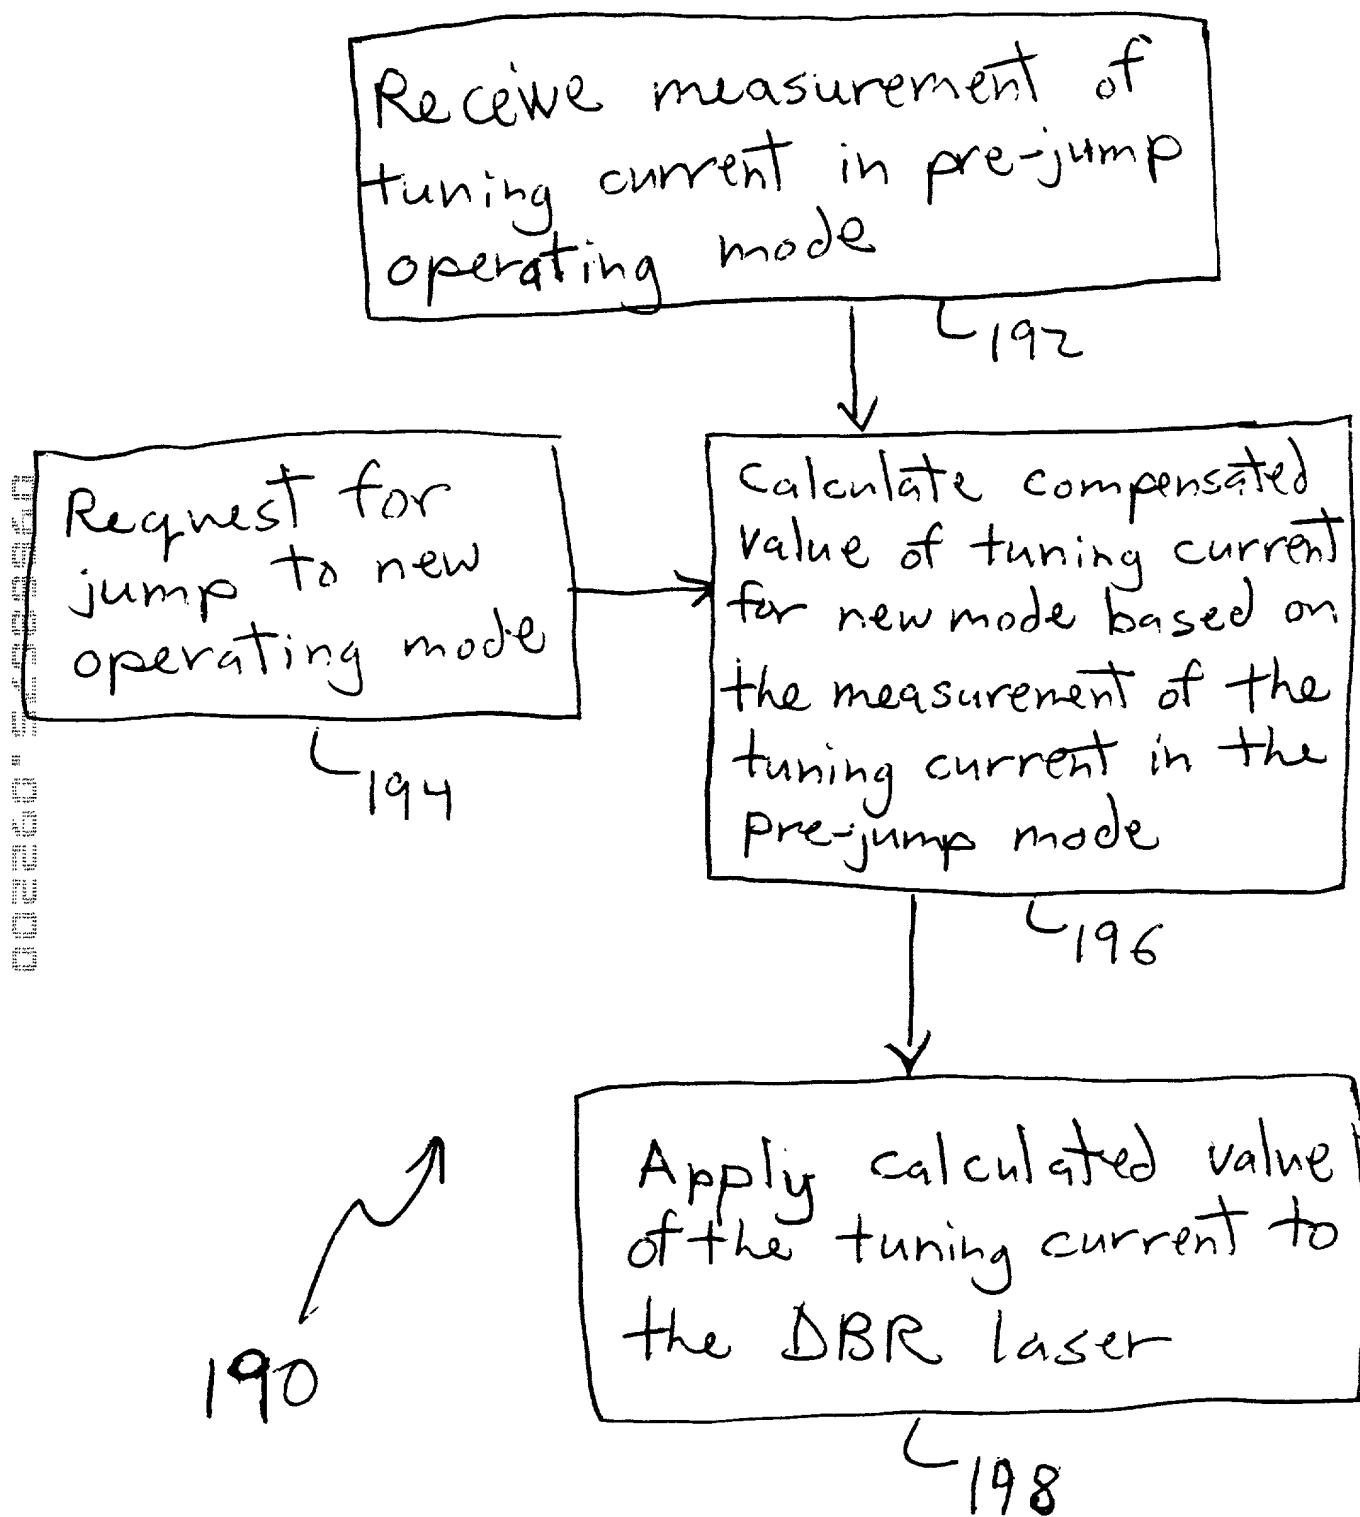 Receive measurement of
tuning current in pre-jump
operating mode
192
Request for
jump to new
operating mode
194
Calculate compensated
value of tuning current
for new mode based on
the measurement of the
tuning current in the
pre-jump mode
196
Apply calculated value
of the tuning current to
the DBR laser
198
190